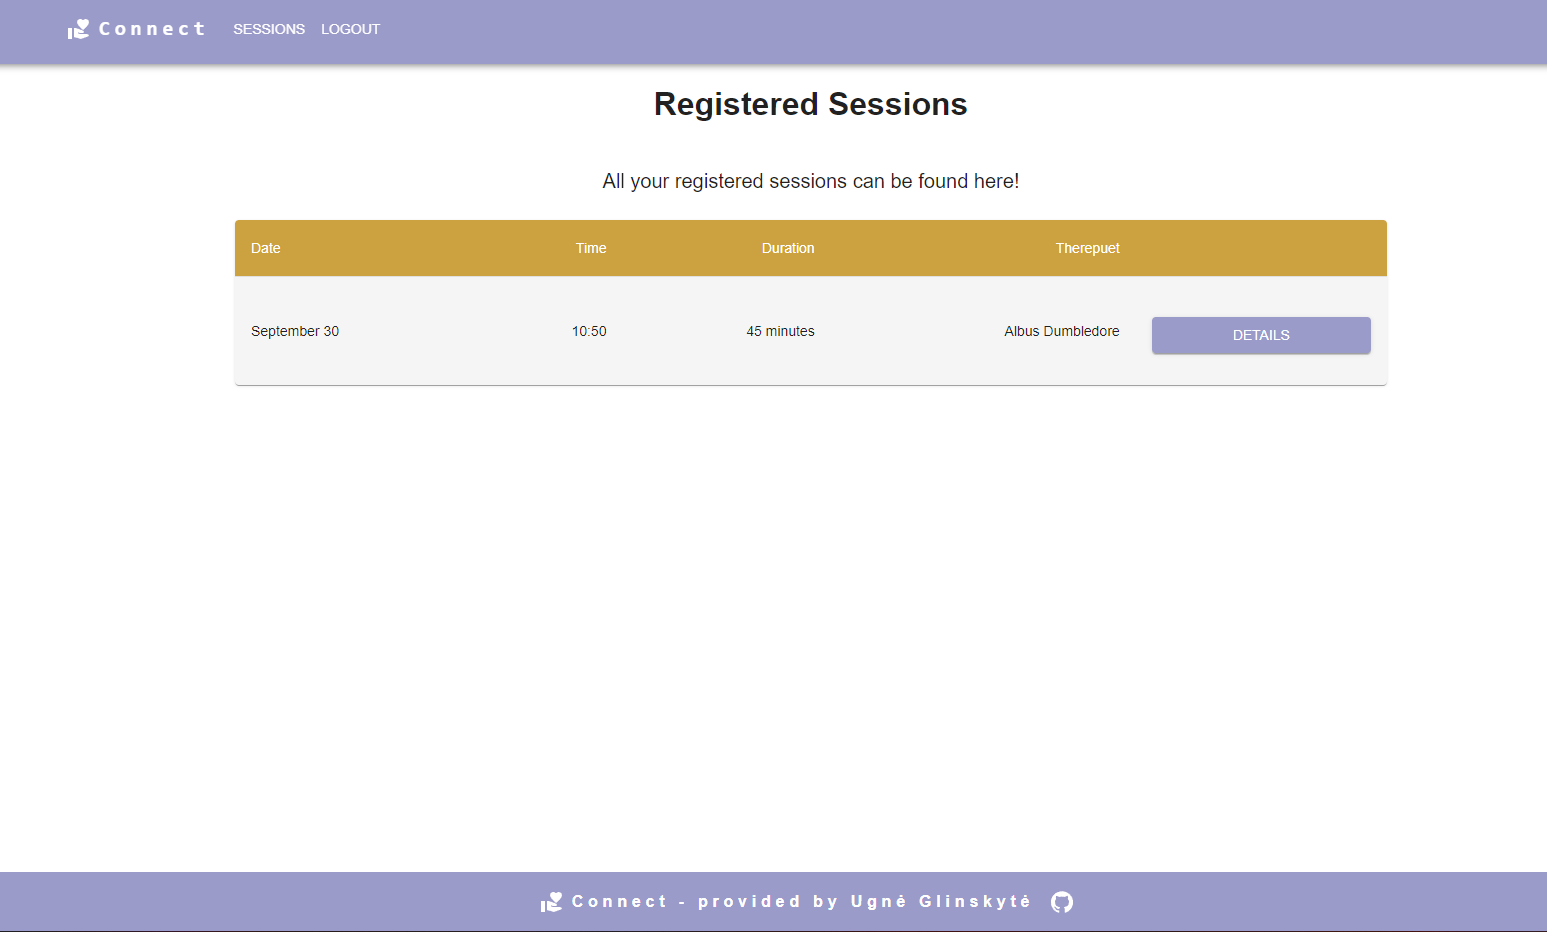 Connect SESSIONS LOGOUT
Registered Sessions
All your registered sessions can be found here!
Date Time Duration Therepuet
September 30 10:50 45 minutes Albus Dumbledore DETAILS
Connect - provided by Ugnė Glinskytė